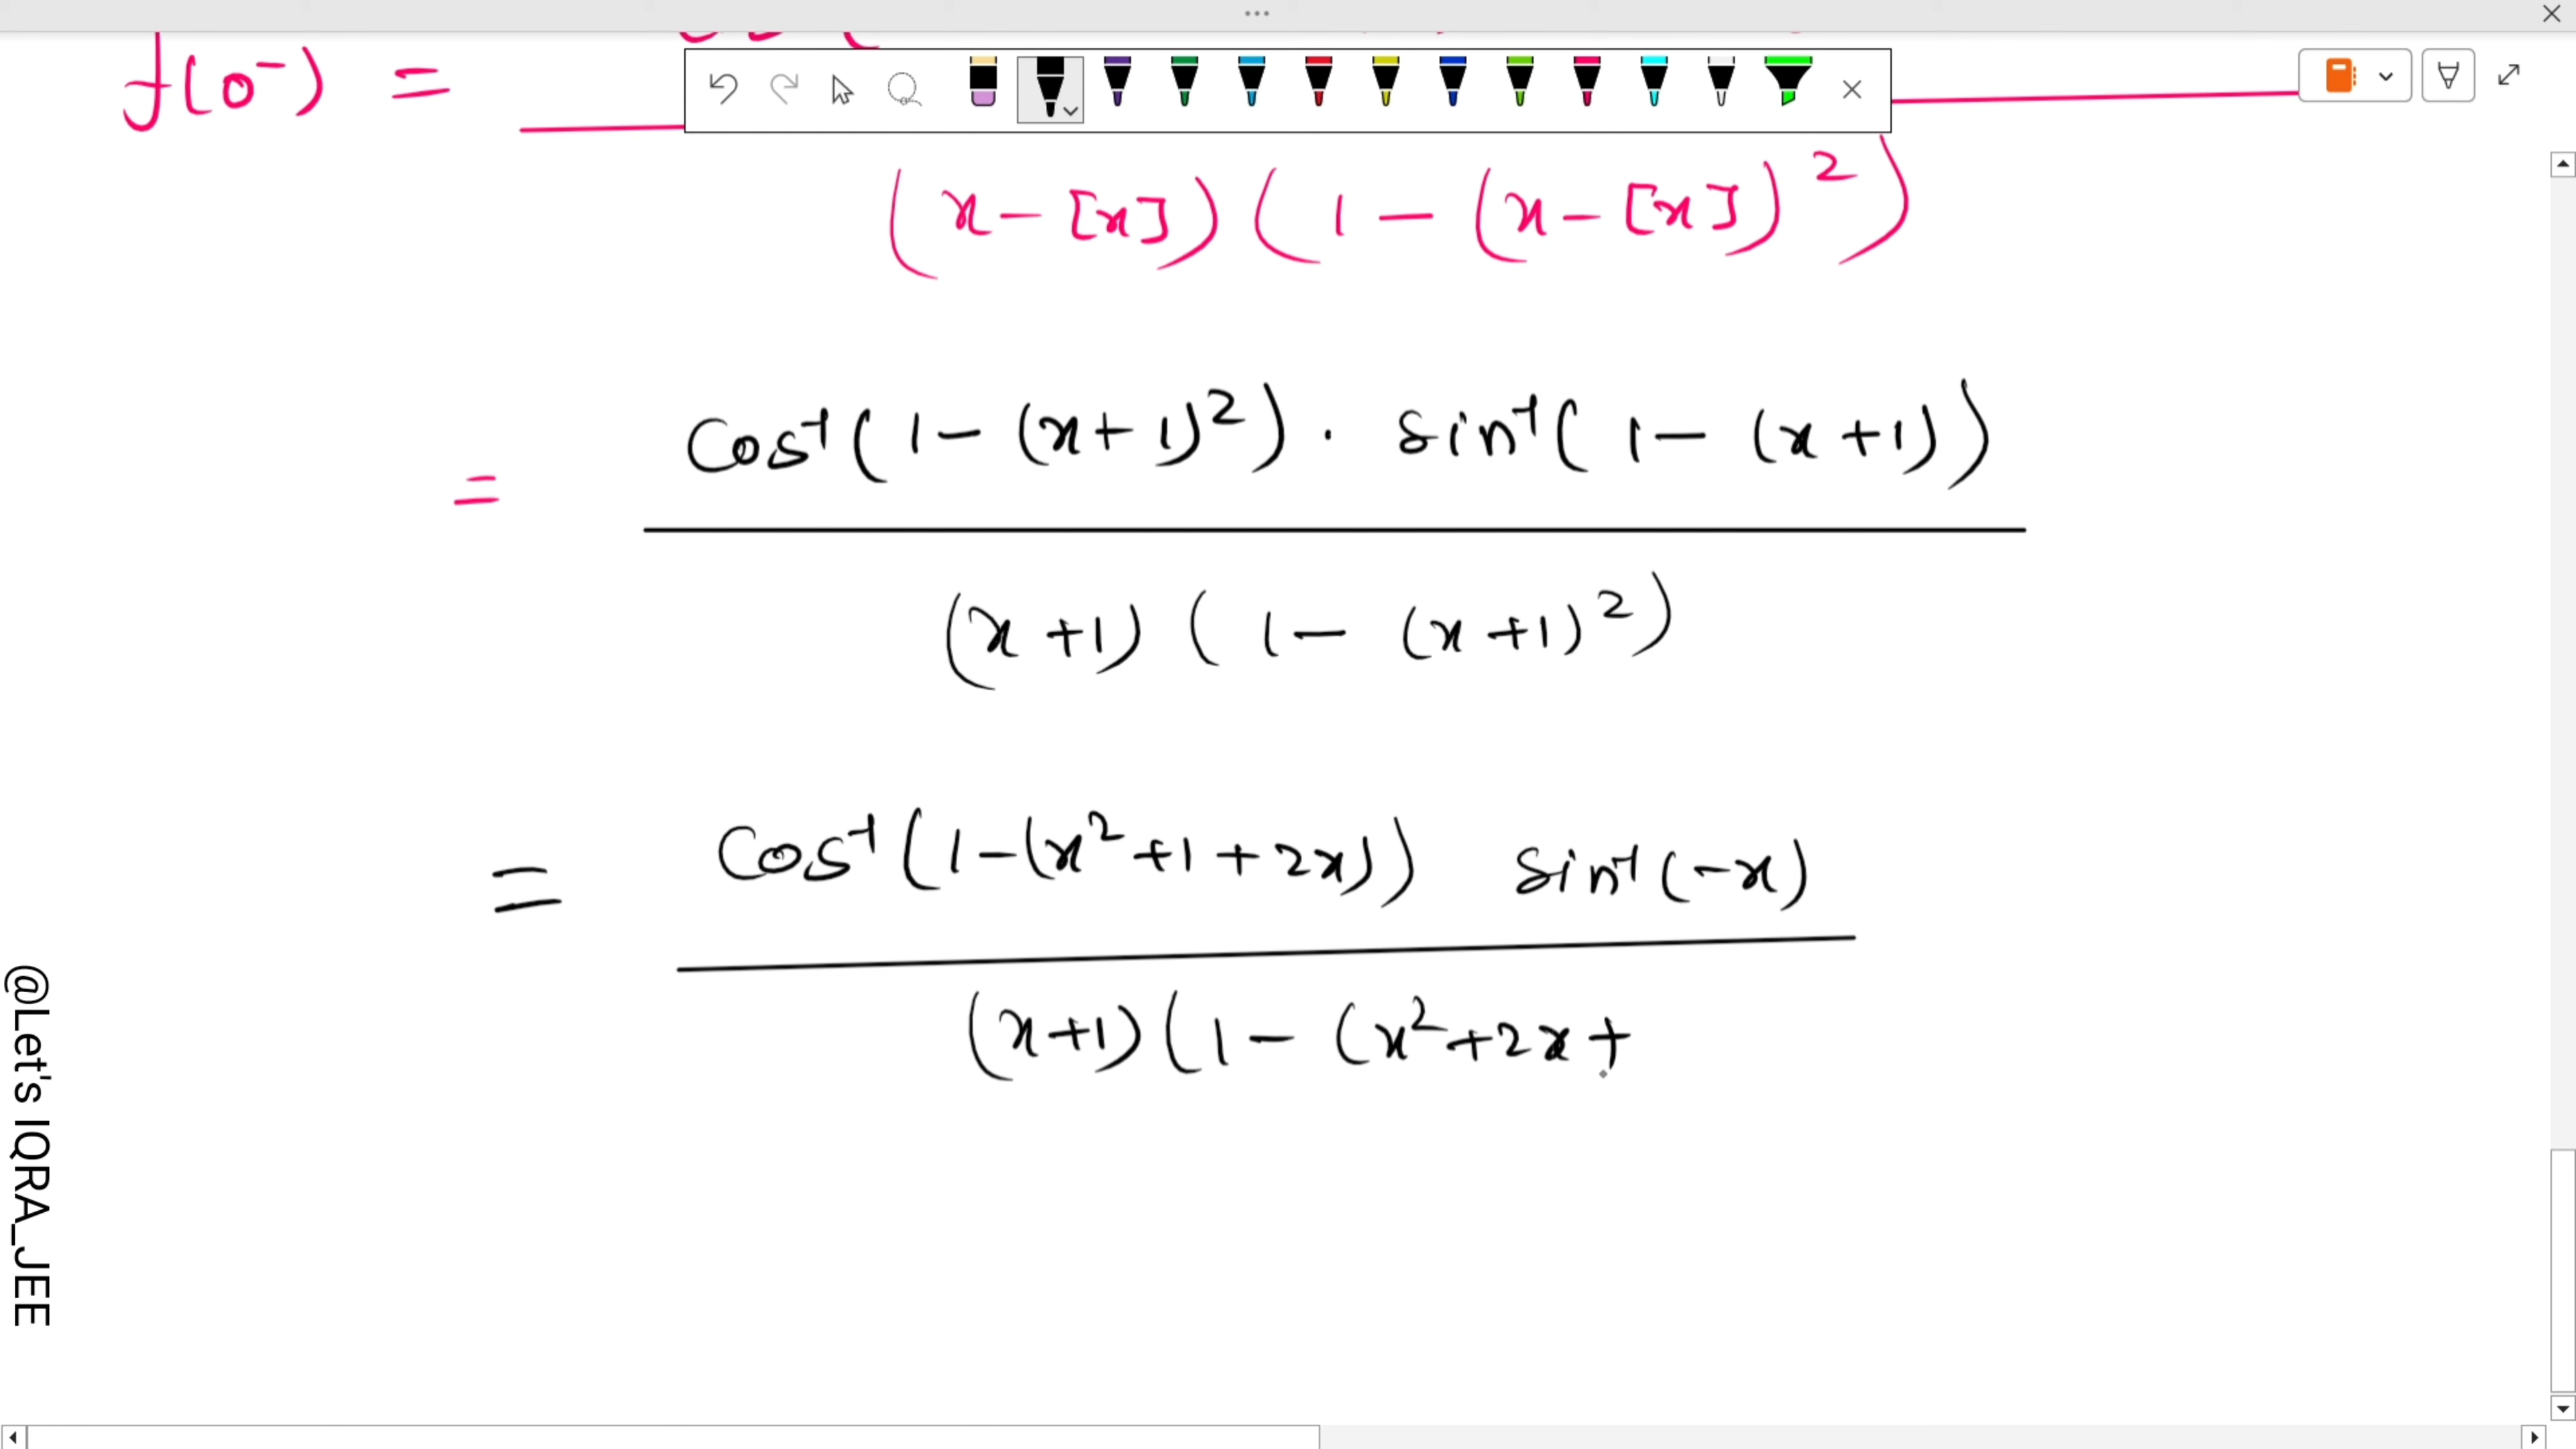 f(0⁻) =
(x-[x])(1-(x-[x])²)
= Cos⁻¹(1-(x+1)²) . Sin⁻¹(1-(x+1))
(x+1)(1-(x+1)²)
= Cos⁻¹(1-(x²+1+2x)) Sin⁻¹(-x)
(x+1)(1-(x²+2x+
@Let's IQRA_JEE